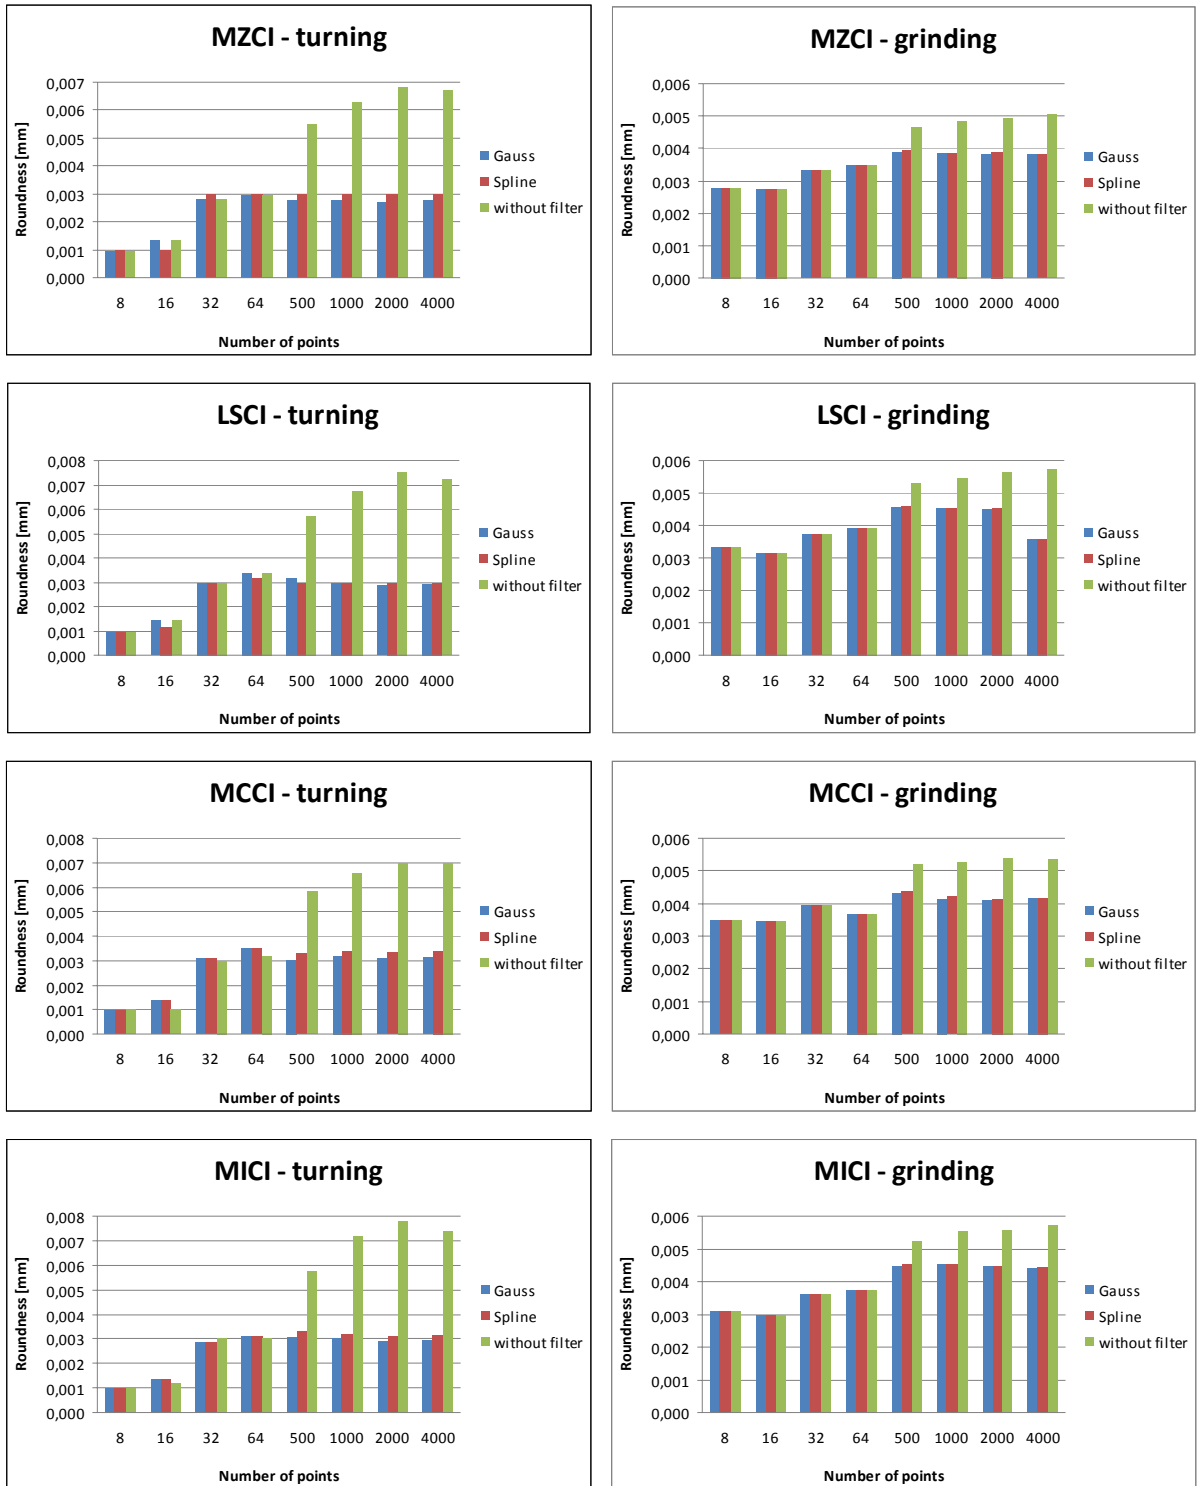 MZCI - turning
Roundness [mm]
0,007
0,006
0,005
0,004
0,003
0,002
0,001
0,000
8 16 32 64 500 1000 2000 4000
Number of points
Gauss
Spline
without filter
MZCI - grinding
Roundness [mm]
0,006
0,005
0,004
0,003
0,002
0,001
0,000
8 16 32 64 500 1000 2000 4000
Number of points
Gauss
Spline
without filter
LSCI - turning
Roundness [mm]
0,008
0,007
0,006
0,005
0,004
0,003
0,002
0,001
0,000
8 16 32 64 500 1000 2000 4000
Number of points
Gauss
Spline
without filter
LSCI - grinding
Roundness [mm]
0,006
0,005
0,004
0,003
0,002
0,001
0,000
8 16 32 64 500 1000 2000 4000
Number of points
Gauss
Spline
without filter
MCCI - turning
Roundness [mm]
0,008
0,007
0,006
0,005
0,004
0,003
0,002
0,001
0,000
8 16 32 64 500 1000 2000 4000
Number of points
Gauss
Spline
without filter
MCCI - grinding
Roundness [mm]
0,006
0,005
0,004
0,003
0,002
0,001
0,000
8 16 32 64 500 1000 2000 4000
Number of points
Gauss
Spline
without filter
MICI - turning
Roundness [mm]
0,008
0,007
0,006
0,005
0,004
0,003
0,002
0,001
0,000
8 16 32 64 500 1000 2000 4000
Number of points
Gauss
Spline
without filter
MICI - grinding
Roundness [mm]
0,006
0,005
0,004
0,003
0,002
0,001
0,000
8 16 32 64 500 1000 2000 4000
Number of points
Gauss
Spline
without filter